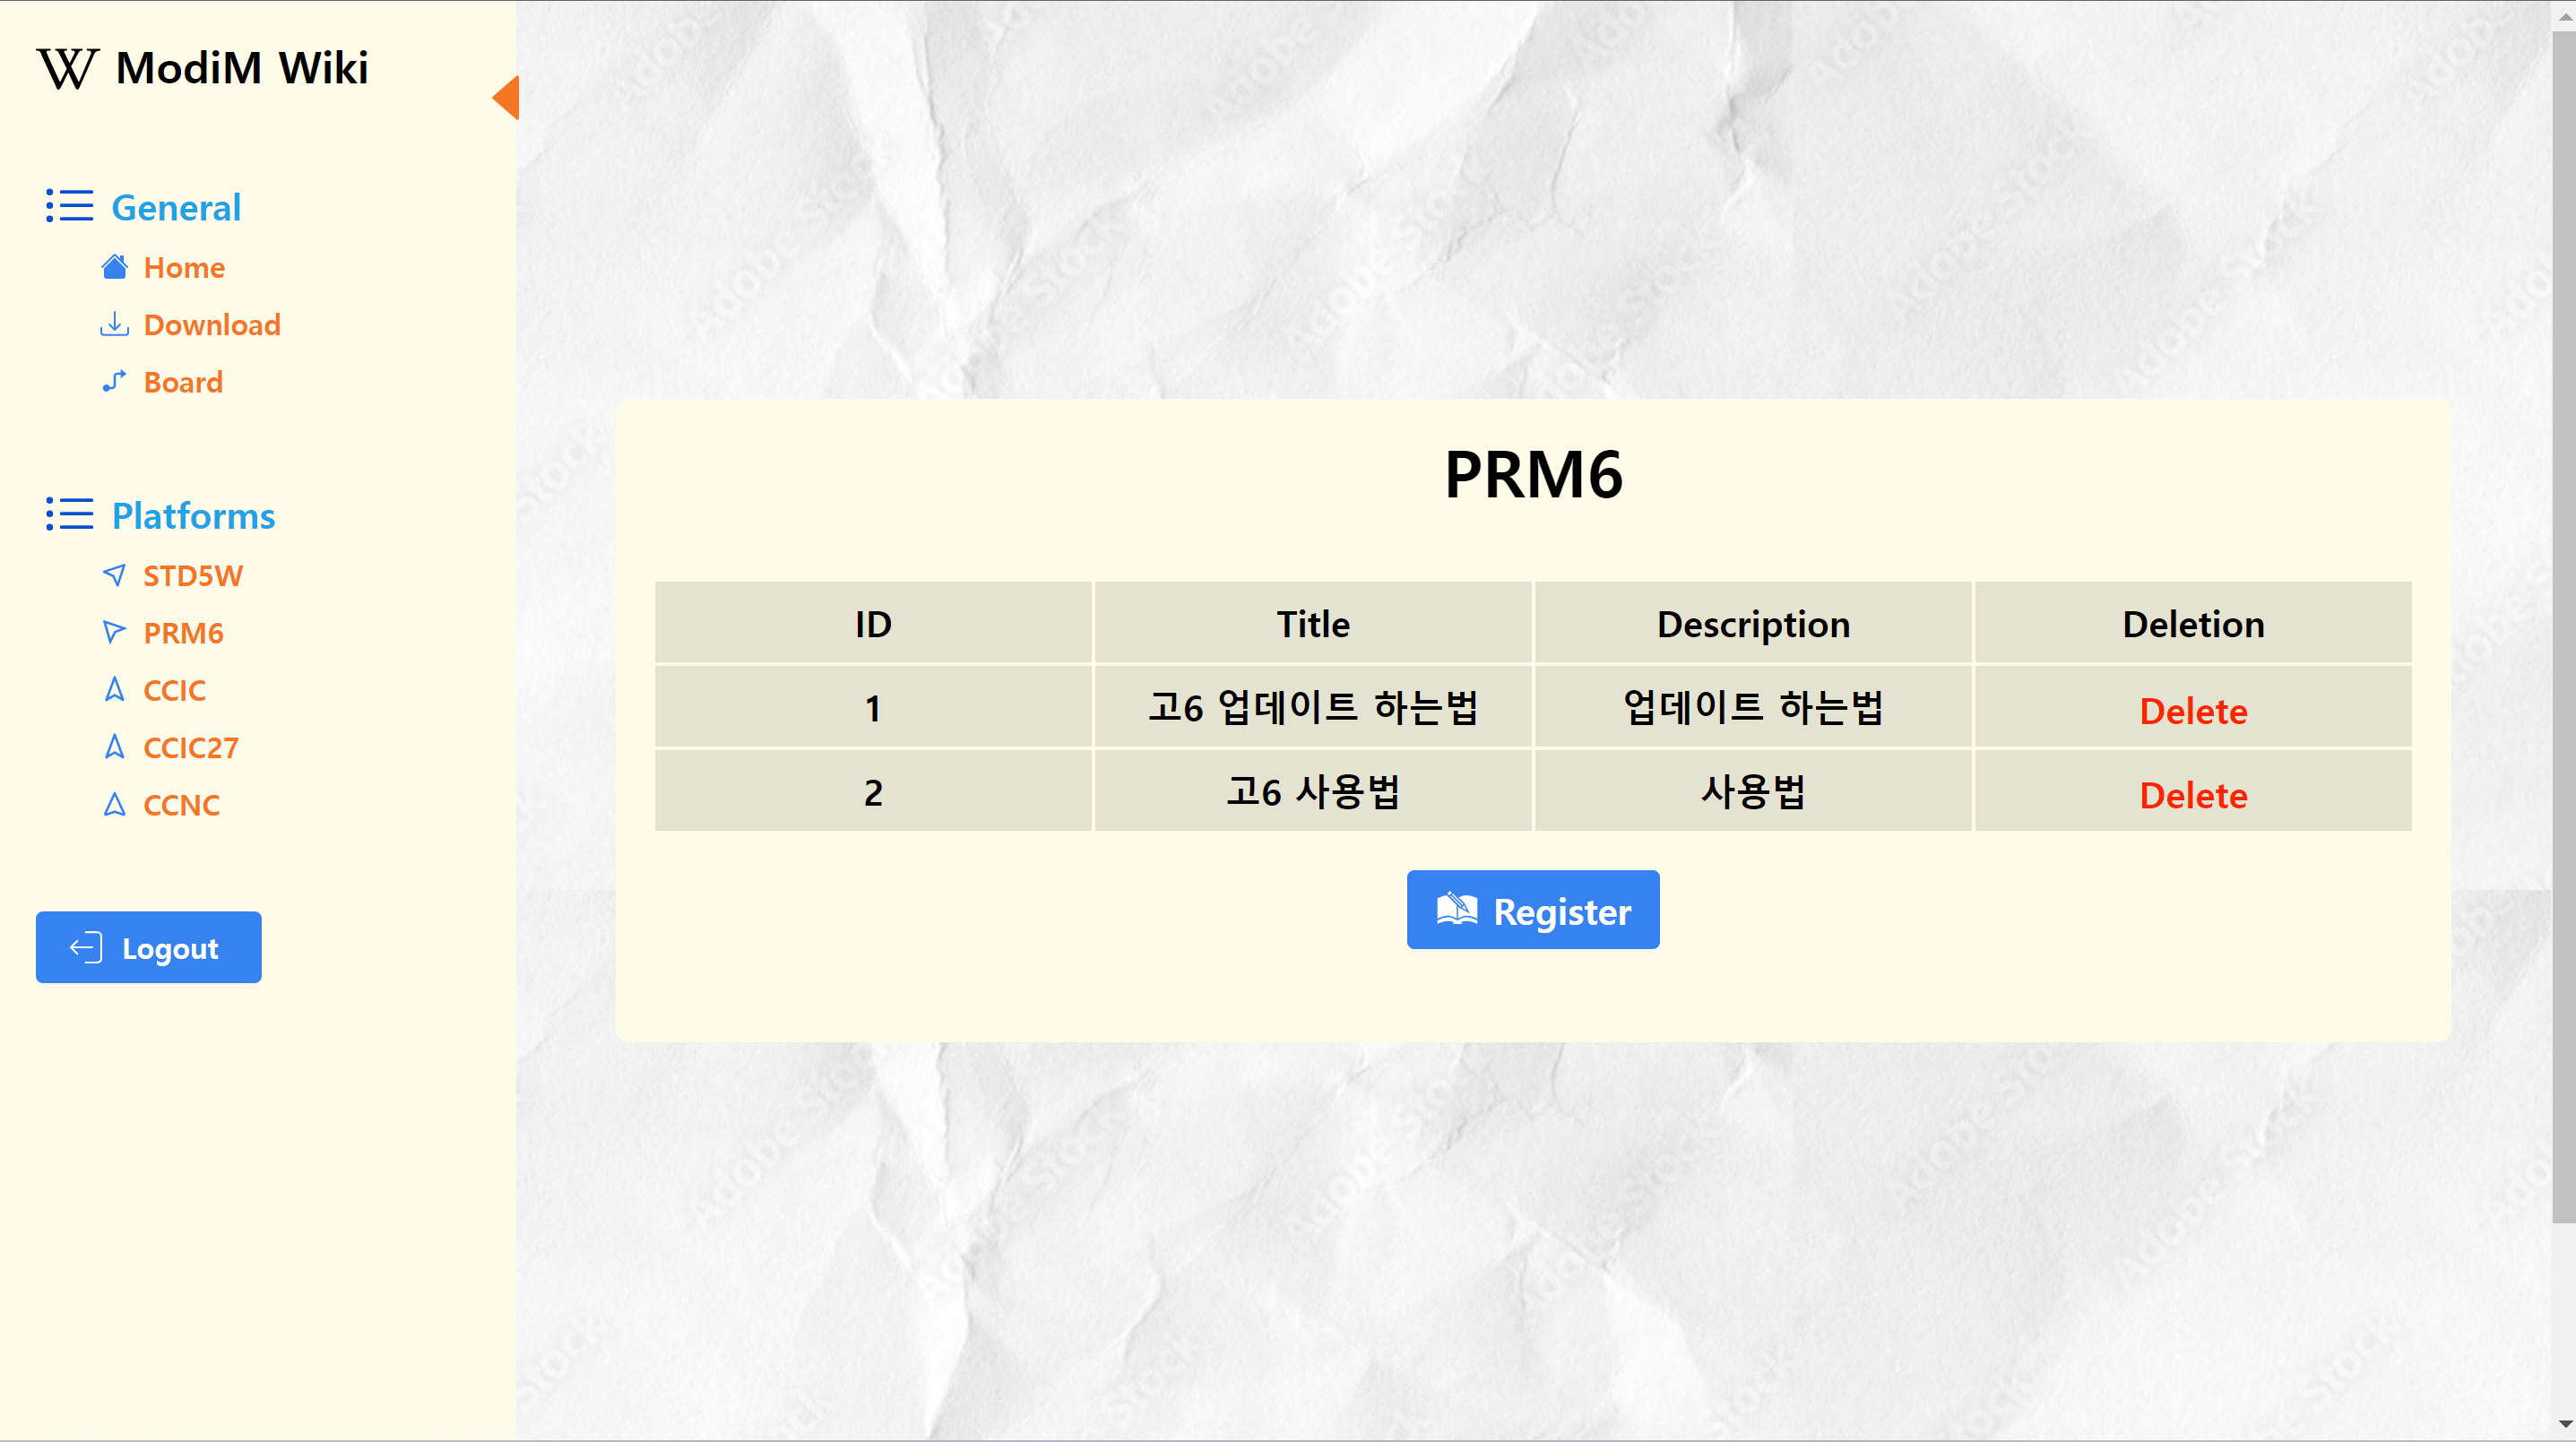 ModiM Wiki
General
Home
Download
Board
Platforms
STD5W
PRM6
CCIC
CCIC27
CCNC
Logout
PRM6
ID Title Description Deletion
1 고6 업데이트 하는법 업데이트 하는법 Delete
2 고6 사용법 사용법 Delete
Register
Adobe Stock